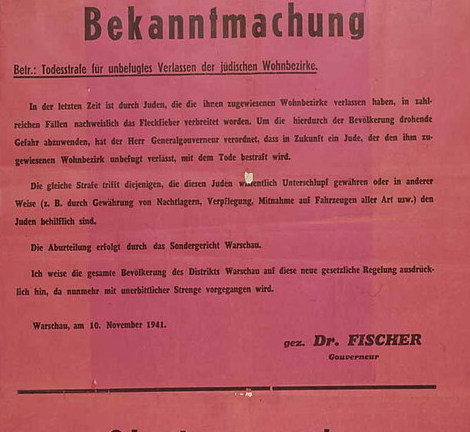 Bekanntmachung
Betr.: Todesstrafe für unbefugtes Verlassen der jüdischen Wohnbezirke.
In der letzten Zeit ist durch Juden, die die ihnen zugewiesenen Wohnbezirke verlassen haben, in zahl-
reichen Fällen nachweislich das Fleckfieber verbreitet worden. Um die hierdurch der Bevölkerung drohende
Gefahr abzuwenden, hat der Herr Generalgouverneur verordnet, dass in Zukunft ein Jude, der den ihm zu-
gewiesenen Wohnbezirk unbefugt verlässt, mit dem Tode bestraft wird.
Die gleiche Strafe trifft diejenigen, die diesen Juden wissentlich Unterschlupf gewähren oder in anderer
Weise (z. B. durch Gewährung von Nachtlagern, Verpflegung, Mitnahme auf Fahrzeugen aller Art usw.) den
Juden behilflich sind.
Die Aburteilung erfolgt durch das Sondergericht Warschau.
Ich weise die gesamte Bevölkerung des Distrikts Warschau auf diese neue gesetzliche Regelung ausdrück-
lich hin, da nunmehr mit unerbittlicher Strenge vorgegangen wird.
Warschau, am 10. November 1941.
gez. Dr. FISCHER
Gouverneur